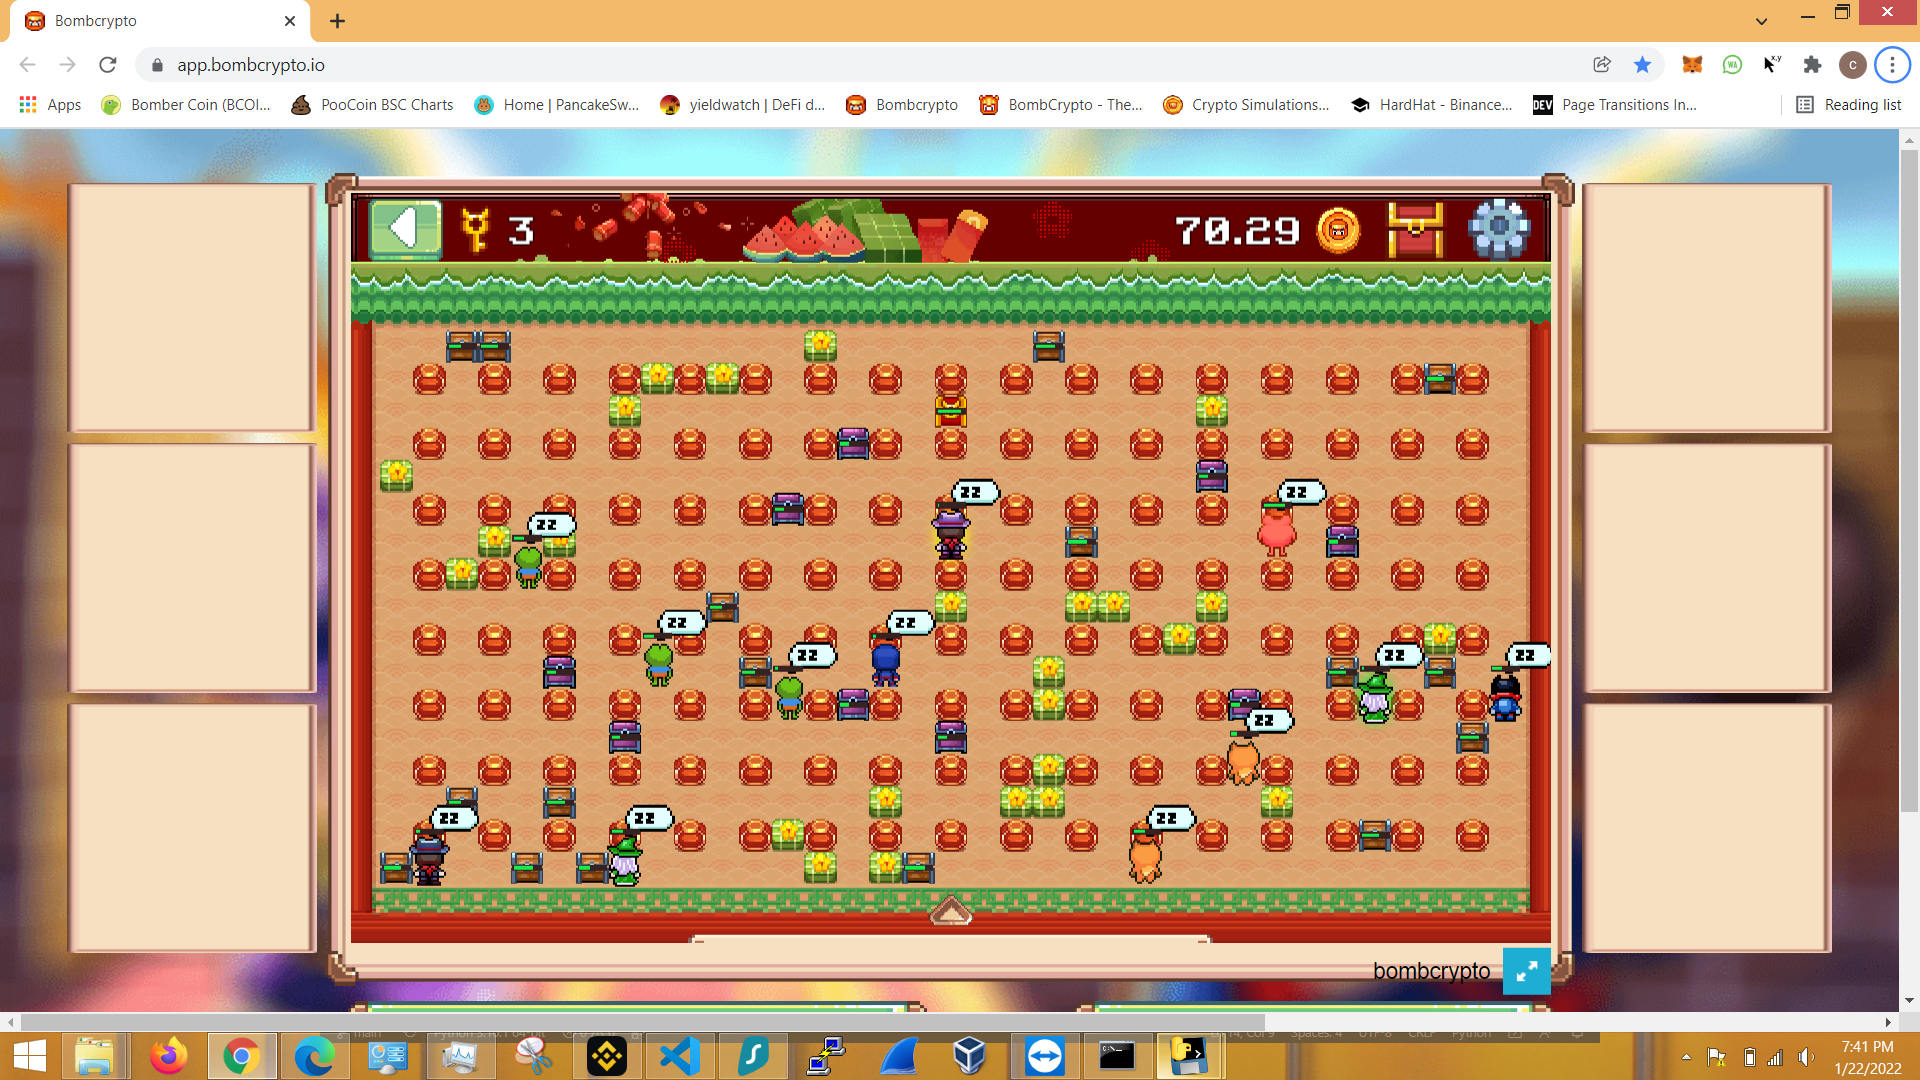 Bombcrypto
app.bombcrypto.io
Apps
Bomber Coin (BCOI...
PooCoin BSC Charts
Home | PancakeSw...
yieldwatch | DeFi d...
Bombcrypto
BombCrypto - The...
Crypto Simulations...
HardHat - Binance...
DEV
Page Transitions In...
Reading list
WA
x,y
C
3
70.29
zz
zz
zz
zz
zz
zz
zz
zz
zz
zz
zz
zz
bombcrypto
7:41 PM
1/22/2022